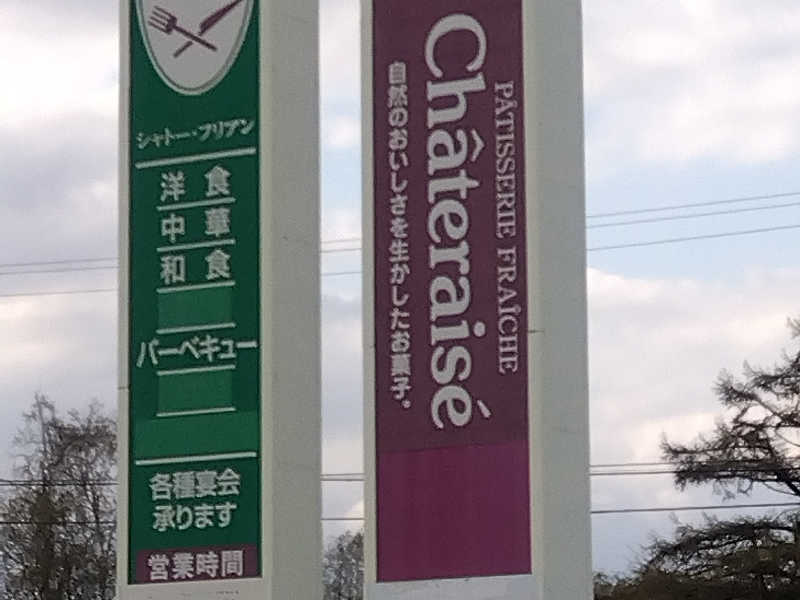 シャトー・フリアン
洋食
中華
和食
バーベキュー
各種宴会
承ります
営業時間
PÂTISSERIE FRAÎCHE
Châteraisé
自然のおいしさを生かしたお菓子。